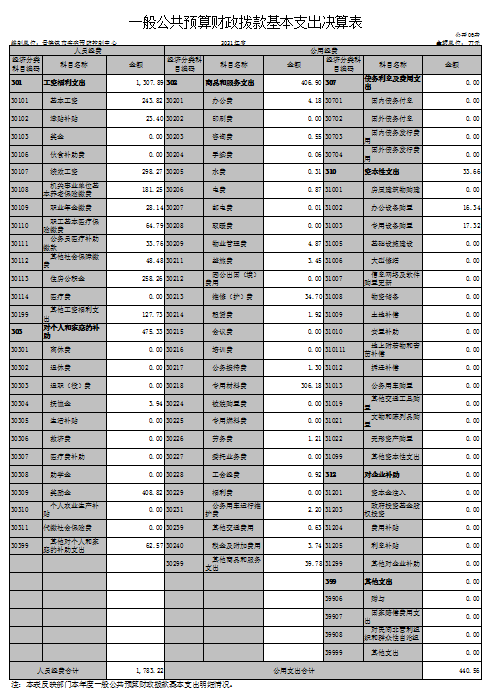 一般公共预算财政拨款基本支出决算表
公开06表
2021年度
金额单位：万元
人员经费 公用经费
经济分类科目编码 科目名称 金额 经济分类科目编码 科目名称 金额 经济分类科目编码 科目名称 金额
301 工资福利支出 1,307.89 302 商品和服务支出 406.90 307 债务利息及费用支出 0.00
30101 基本工资 243.82 30201 办公费 4.18 30701 国内债务付息 0.00
30102 津贴补贴 23.40 30202 印刷费 0.00 30702 国外债务付息 0.00
30103 奖金 0.00 30203 咨询费 0.55 30703 国内债务发行费用 0.00
30106 伙食补助费 0.00 30204 手续费 0.06 30704 国外债务发行费用 0.00
30107 绩效工资 298.27 30205 水费 0.31 310 资本性支出 33.66
30108 机关事业单位基本养老保险缴费 181.25 30206 电费 0.87 31001 房屋建筑物购建 0.00
30109 职业年金缴费 28.14 30207 邮电费 0.01 31002 办公设备购置 16.34
30110 职工基本医疗保险缴费 64.79 30208 取暖费 0.00 31003 专用设备购置 17.32
30111 公务员医疗补助缴费 33.76 30209 物业管理费 4.87 31005 基础设施建设 0.00
30112 其他社会保障缴费 48.48 30211 差旅费 3.45 31006 大型修缮 0.00
30113 住房公积金 258.26 30212 因公出国（境）费用 0.00 31007 信息网络及软件购置更新 0.00
30114 医疗费 0.00 30213 维修（护）费 34.70 31008 物资储备 0.00
30199 其他工资福利支出 127.73 30214 租赁费 1.92 31009 土地补偿 0.00
303 对个人和家庭的补助 475.33 30215 会议费 0.00 31010 安置补助 0.00
30301 离休费 0.00 30216 培训费 0.00 310111 地上附着物和青苗补偿 0.00
30302 退休费 0.00 30217 公务接待费 1.30 31012 拆迁补偿 0.00
30303 退职（役）费 0.00 30218 专用材料费 306.18 31013 公务用车购置 0.00
30304 抚恤金 3.94 30224 被装购置费 0.00 31019 其他交通工具购置 0.00
30305 生活补贴 0.00 30225 专用燃料费 0.00 31021 文物和陈列品购置 0.00
30306 救济费 0.00 30226 劳务费 1.21 31022 无形资产购置 0.00
30307 医疗费补助 0.00 30227 委托业务费 0.00 31099 其他资本性支出 0.00
30308 助学金 0.00 30228 工会经费 0.92 312 对企业补助 0.00
30309 奖励金 408.82 30229 福利费 0.00 31201 资本金注入 0.00
30310 个人农业生产补贴 0.00 30231 公务用车运行维护费 2.20 31203 政府投资基金股权投资 0.00
30311 代缴社会保险费 0.00 30239 其他交通费用 0.63 31204 费用补贴 0.00
30399 其他对个人和家庭的补助支出 62.57 30240 税金及附加费用 3.74 31205 利息补贴 0.00
30299 其他商品和服务支出 39.78 31299 其他对企业补助 0.00
399 其他支出 0.00
39906 赠与 0.00
39907 国家赔偿费用支出 0.00
39908 对民间非营利组织和群众性自治组 0.00
39999 其他支出 0.00
人员经费合计 1,783.22 公用支出合计 440.56
注：本表反映部门本年度一般公共预算财政拨款基本支出明细情况。